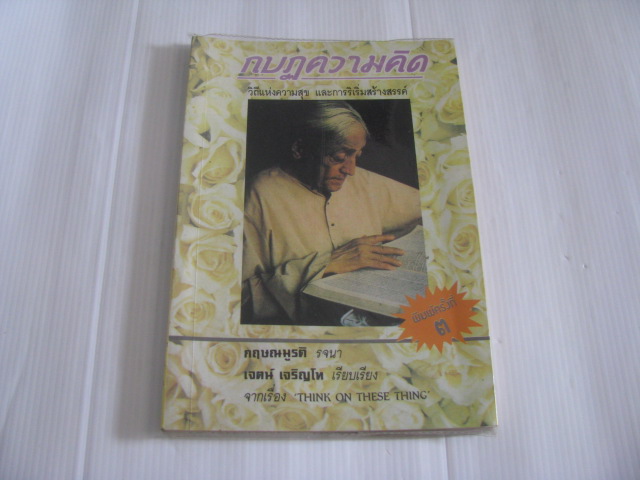 กบฏความคิด
วิถีแห่งความสุข และการริเริ่มสร้างสรรค์
พิมพ์ครั้งที่
๓
กฤษณมูรติ รจนา
เจตน์ เจริญโท เรียบเรียง
จากเรื่อง "THINK ON THESE THING"